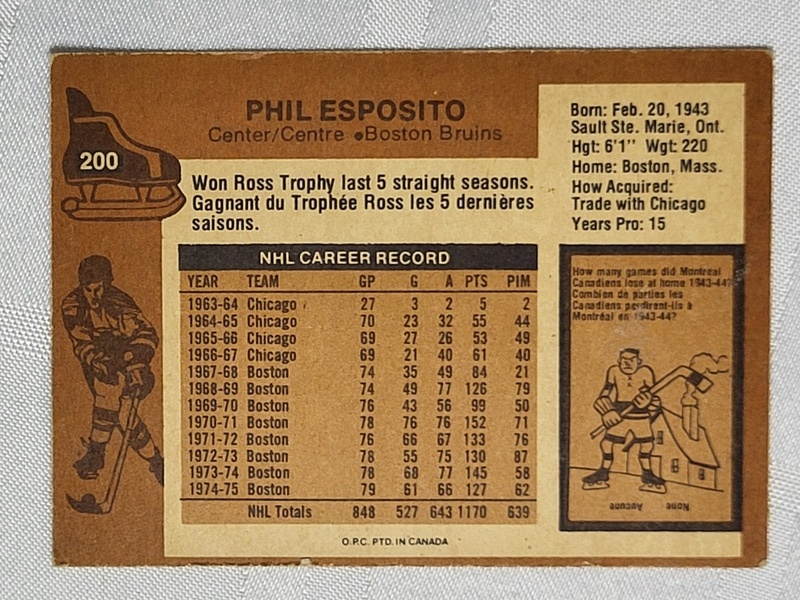 PHIL ESPOSITO
Center/Centre •Boston Bruins
200
Won Ross Trophy last 5 straight seasons.
Gagnant du Trophée Ross les 5 dernières
saisons.
Born: Feb. 20, 1943
Sault Ste. Marie, Ont.
Hgt: 6'1" Wgt: 220
Home: Boston, Mass.
How Acquired:
Trade with Chicago
Years Pro: 15
NHL CAREER RECORD
YEAR TEAM GP G A PTS PIM
1963-64 Chicago 27 3 2 5 2
1964-65 Chicago 70 23 32 55 44
1965-66 Chicago 69 27 26 53 49
1966-67 Chicago 69 21 40 61 40
1967-68 Boston 74 35 49 84 21
1968-69 Boston 74 49 77 126 79
1969-70 Boston 76 43 56 99 50
1970-71 Boston 78 76 76 152 71
1971-72 Boston 76 66 67 133 76
1972-73 Boston 78 55 75 130 87
1973-74 Boston 78 68 77 145 58
1974-75 Boston 79 61 66 127 62
NHL Totals 848 527 643 1170 639
O.P.C. PTD. IN CANADA
How many games did Montréal
Canadiens lose at home 1943-44?
Combien de parties les
Canadiens perdirent-ils à
Montréal en 1943-44?
None
Aucune